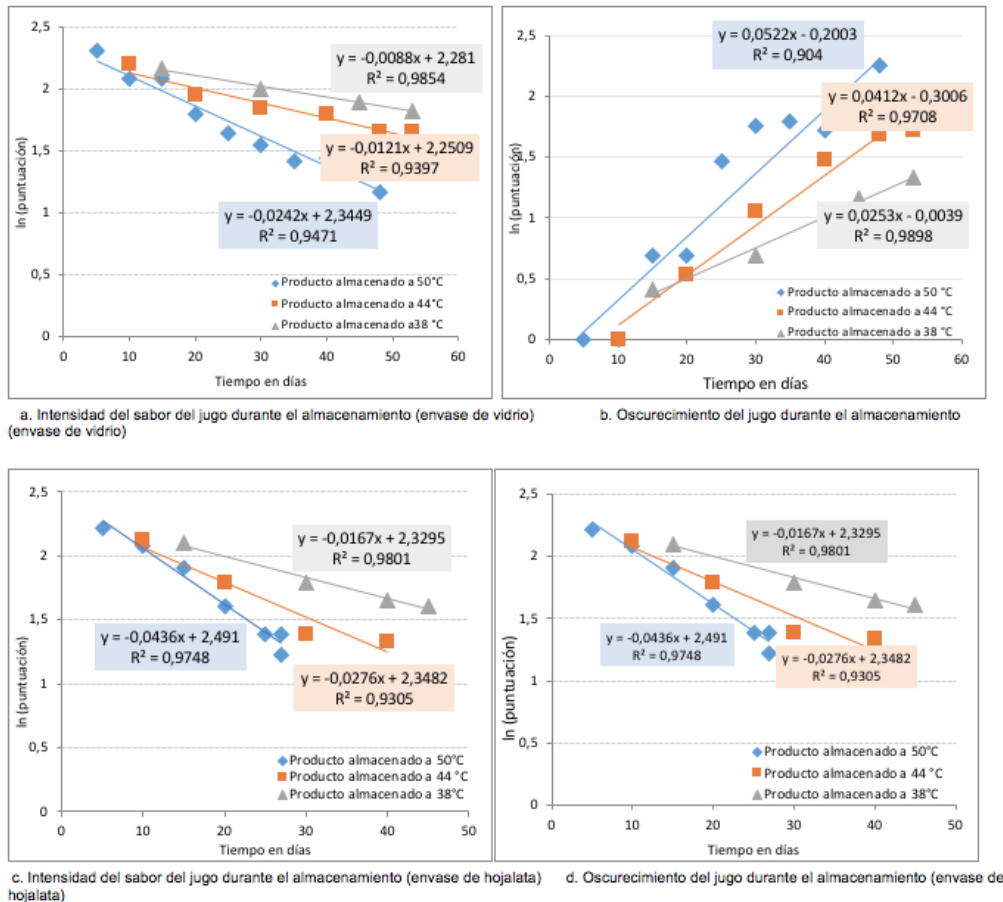 2,5
2
1,5
1
0,5
0
ln (puntuación)
y = -0,0088x + 2,281
R² = 0,9854
y = -0,0121x + 2,2509
R² = 0,9397
y = -0,0242x + 2,3449
R² = 0,9471
Producto almacenado a 50°C
Producto almacenado a 44°C
Producto almacenado a38 °C
0 10 20 30 40 50 60
Tiempo en días
a. Intensidad del sabor del jugo durante el almacenamiento (envase de vidrio)
(envase de vidrio)
2,5
2
1,5
1
0,5
0
ln (puntuación)
y = 0,0522x - 0,2003
R² = 0,904
y = 0,0412x - 0,3006
R² = 0,9708
y = 0,0253x - 0,0039
R² = 0,9898
Producto almacenado a 50 °C
Producto almacenado a 44 °C
Producto almacenado a 38 °C
0 10 20 30 40 50 60
Tiempo en días
b. Oscurecimiento del jugo durante el almacenamiento
2,5
2
1,5
1
0,5
0
ln (puntuación)
y = -0,0167x + 2,3295
R² = 0,9801
y = -0,0436x + 2,491
R² = 0,9748
y = -0,0276x + 2,3482
R² = 0,9305
Producto almacenado a 50°C
Producto almacenado a 44 °C
Producto almacenado a 38°C
0 10 20 30 40 50
Tiempo en días
c. Intensidad del sabor del jugo durante el almacenamiento (envase de hojalata)
hojalata)
2,5
2
1,5
1
0,5
0
ln (puntuación)
y = -0,0167x + 2,3295
R² = 0,9801
y = -0,0436x + 2,491
R² = 0,9748
y = -0,0276x + 2,3482
R² = 0,9305
Producto almacenado a 50°C
Producto almacenado a 44 °C
Producto almacenado a 38°C
0 10 20 30 40 50
Tiempo en días
d. Oscurecimiento del jugo durante el almacenamiento (envase de